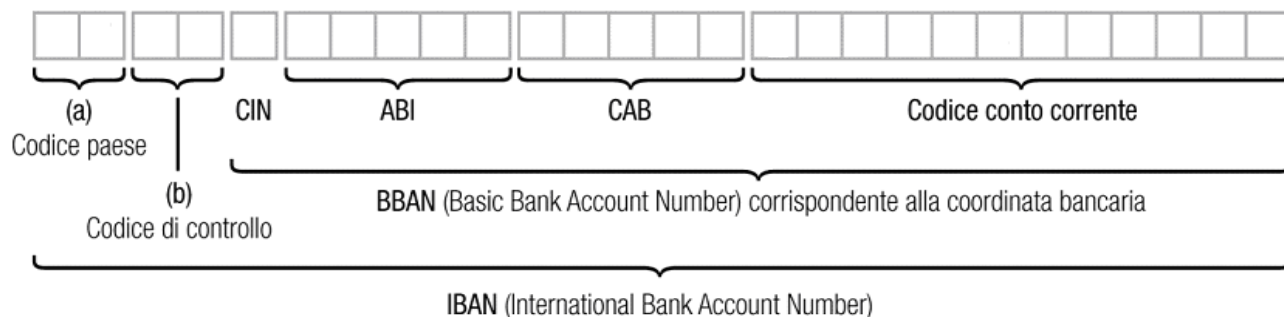 (a)
Codice paese
CIN
ABI
CAB
Codice conto corrente
(b)
Codice di controllo
BBAN (Basic Bank Account Number) corrispondente alla coordinata bancaria
IBAN (International Bank Account Number)